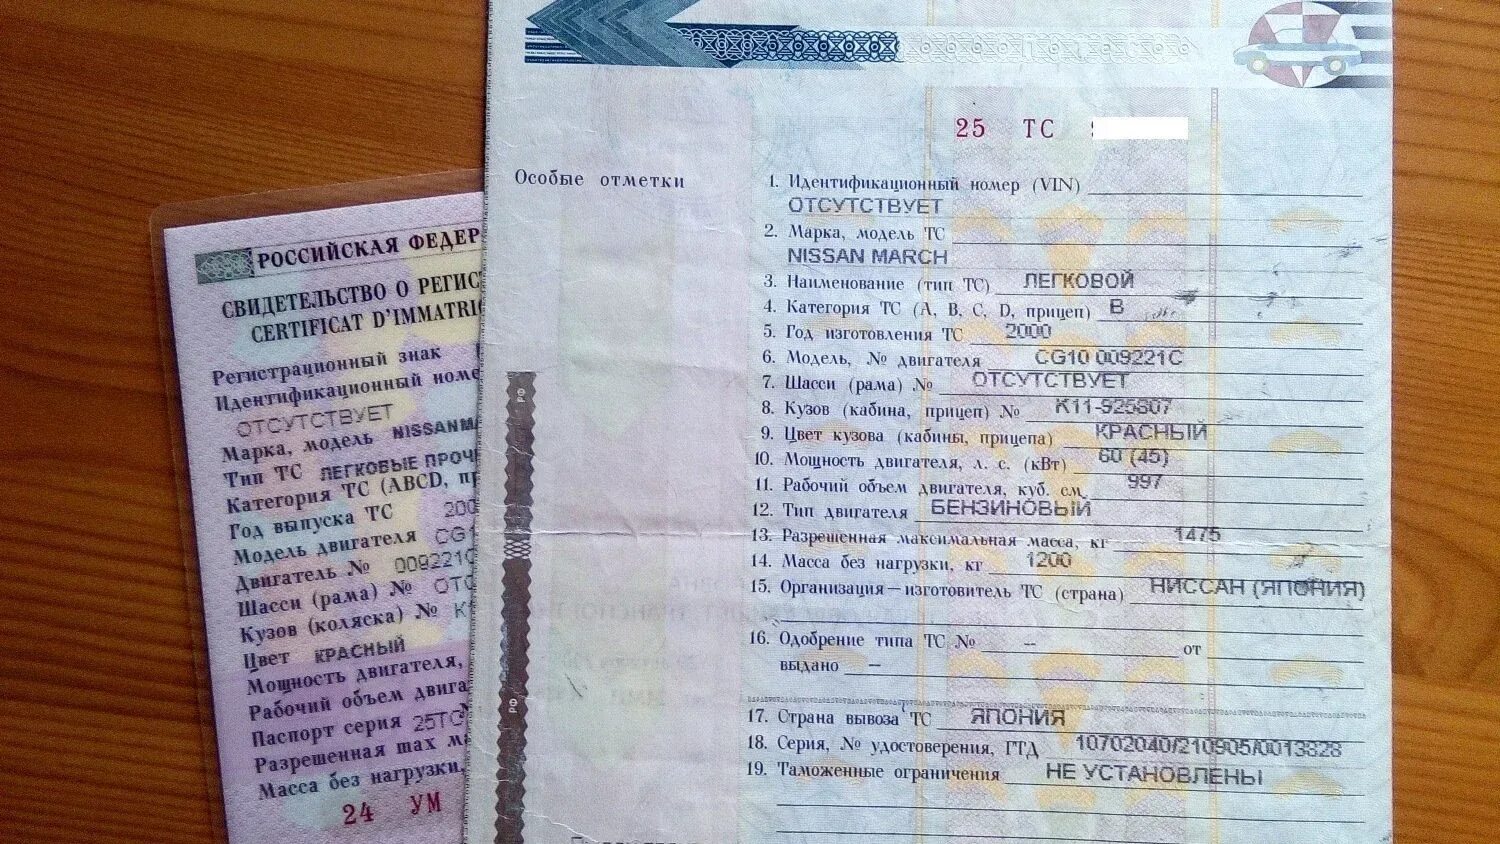 РОССИЙСКАЯ ФЕДЕР
СВИДЕТЕЛЬСТВО О РЕГИС
CERTIFICAT D'IMMATRI
Регистрационный знак
Идентификационный номе
ОТСУТСТВУЕТ
Марка, модель NISSANMA
Тип ТС ЛЕГКОВЫЕ ПРОЧ
Категория ТС (ABCD, пр
Год выпуска ТС 200
Модель двигателя CG1
Двигатель № 009221C
Шасси (рама) № ОТС
Кузов (коляска) № K
Цвет КРАСНЫЙ
Мощность двигателя,
Рабочий объем двига
Паспорт серия 25ТС
Разрешенная max м
Масса без нагрузки,
24 УМ
РФ
РФ
Особые отметки
25 ТС
1. Идентификационный номер (VIN)
ОТСУТСТВУЕТ
2. Марка, модель ТС
NISSAN MARCH
3. Наименование (тип ТС) ЛЕГКОВОЙ
4. Категория ТС (A, B, C, D, прицеп) B
5. Год изготовления ТС 2000
6. Модель, № двигателя CG10 009221C
7. Шасси (рама) № ОТСУТСТВУЕТ
8. Кузов (кабина, прицеп) № K11-925807
9. Цвет кузова (кабины, прицепа) КРАСНЫЙ
10. Мощность двигателя, л. с. (кВт) 60 (45)
11. Рабочий объем двигателя, куб. см 997
12. Тип двигателя БЕНЗИНОВЫЙ
13. Разрешенная максимальная масса, кг 1475
14. Масса без нагрузки, кг 1200
15. Организация—изготовитель ТС (страна) НИССАН (ЯПОНИЯ)
16. Одобрение типа ТС № – от
выдано –
17. Страна вывоза ТС ЯПОНИЯ
18. Серия, № удостоверения, ГТД 10702040/210905/0013328
19. Таможенные ограничения НЕ УСТАНОВЛЕНЫ